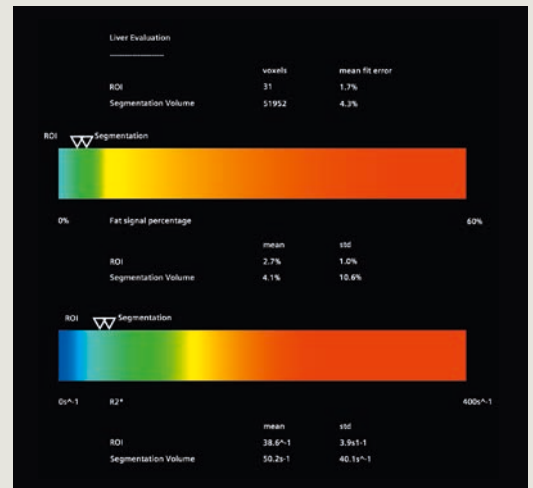 Liver Evaluation
voxels mean fit error
ROI 31 1.7%
Segmentation Volume 51952 4.3%
ROI Segmentation
0% Fat signal percentage 60%
mean std
ROI 2.7% 1.0%
Segmentation Volume 4.1% 10.6%
ROI Segmentation
0s^-1 R2* 400s^-1
mean std
ROI 38.6^-1 3.9s1-1
Segmentation Volume 50.2s-1 40.1s^-1